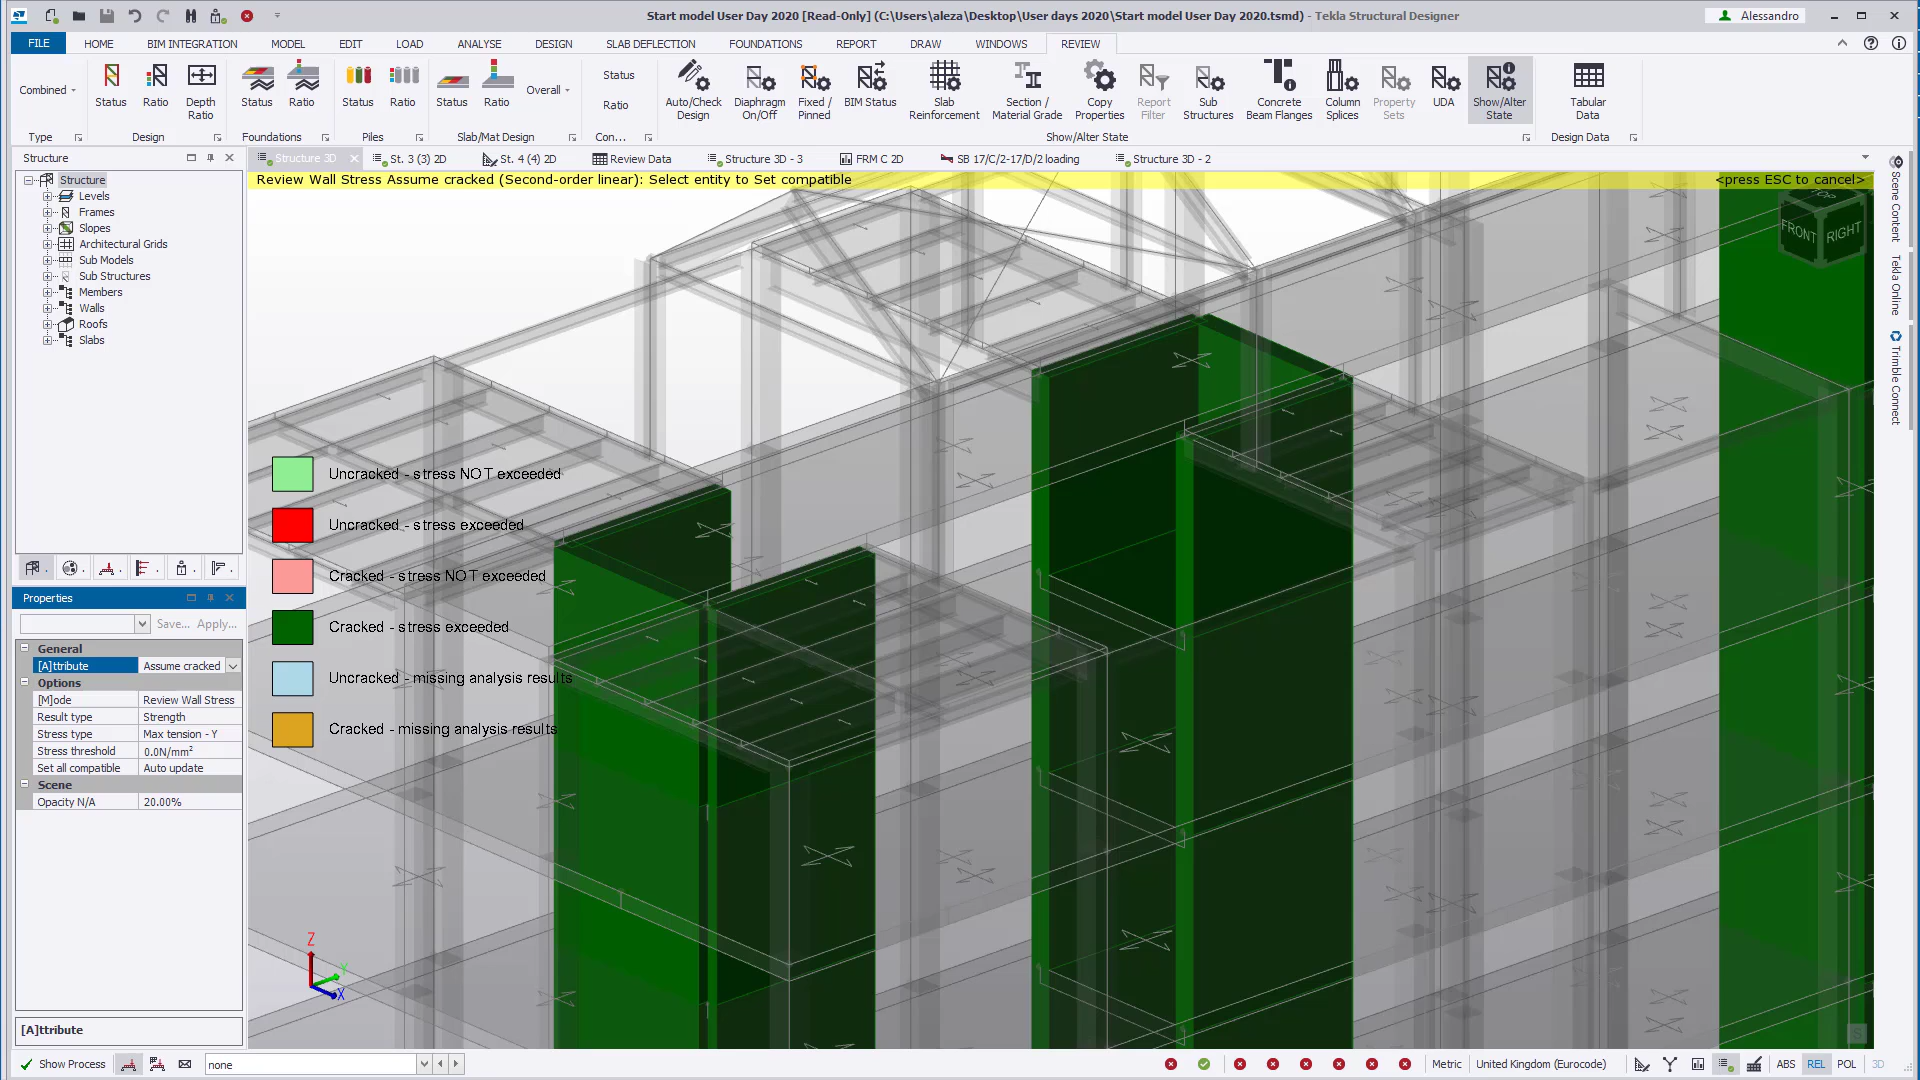 Start model User Day 2020 [Read-Only] (C:\Users\aleza\Desktop\User days 2020\Start model User Day 2020.tsmd) - Tekla Structural Designer
Alessandro
FILE HOME BIM INTEGRATION MODEL EDIT LOAD ANALYSE DESIGN SLAB DEFLECTION FOUNDATIONS REPORT DRAW WINDOWS REVIEW
Combined
Status
Ratio
Depth Ratio
Status
Ratio
Status
Ratio
Status
Ratio
Overall
Status
Ratio
Auto/Check Design
Diaphragm On/Off
Fixed / Pinned
BIM Status
Slab Reinforcement
Section / Material Grade
Copy Properties
Report Filter
Sub Structures
Concrete Beam Flanges
Column Splices
Property Sets
UDA
Show/Alter State
Tabular Data
Type
Design
Foundations
Piles
Slab/Mat Design
Con...
Show/Alter State
Design Data
Structure
Structure 3D
St. 3 (3) 2D
St. 4 (4) 2D
Review Data
Structure 3D - 3
FRM C 2D
SB 17/C/2-17/D/2 loading
Structure 3D - 2
Review Wall Stress Assume cracked (Second-order linear): Select entity to Set compatible
<press ESC to cancel>
Structure
Levels
Frames
Slopes
Architectural Grids
Sub Models
Sub Structures
Members
Walls
Roofs
Slabs
TOP
FRONT
RIGHT
Scene Content
Tekla Online
Trimble Connect
Uncracked - stress NOT exceeded
Uncracked - stress exceeded
Cracked - stress NOT exceeded
Cracked - stress exceeded
Uncracked - missing analysis results
Cracked - missing analysis results
Properties
Save... Apply...
General
[A]ttribute Assume cracked
Options
[M]ode Review Wall Stress
Result type Strength
Stress type Max tension - Y
Stress threshold 0.0N/mm²
Set all compatible Auto update
Scene
Opacity N/A 20.00%
Z
Y
X
[A]ttribute
Show Process
none
Metric
United Kingdom (Eurocode)
ABS
REL
POL
3D
S